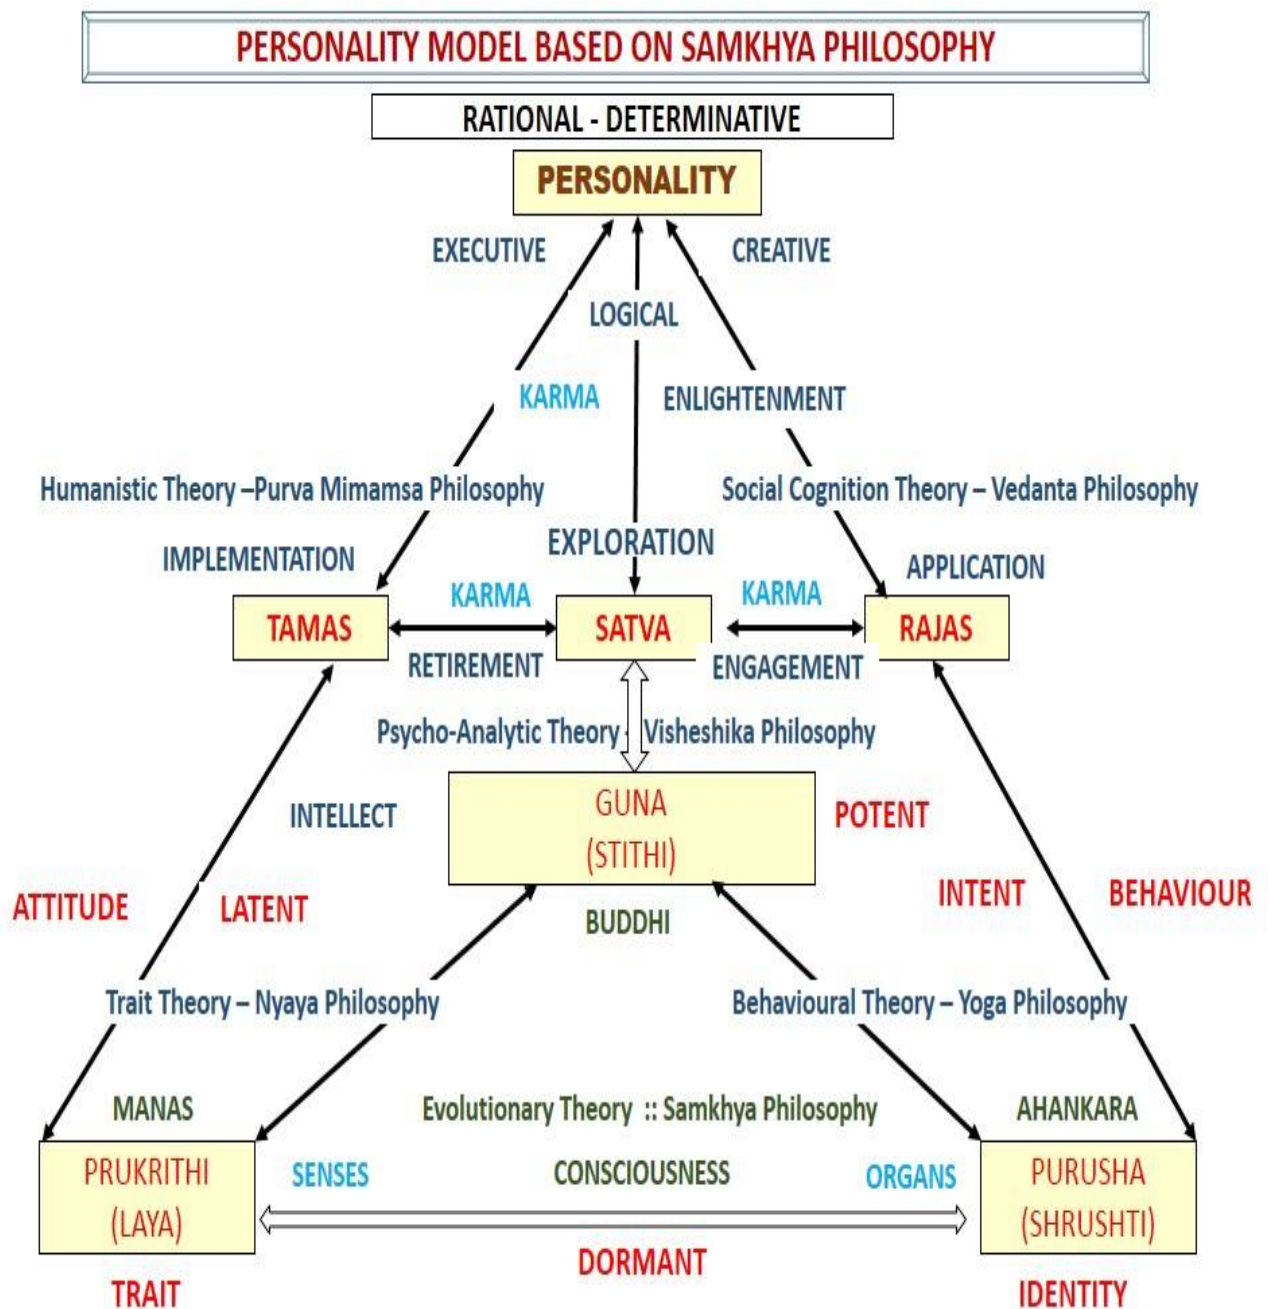 PERSONALITY MODEL BASED ON SAMKHYA PHILOSOPHY
RATIONAL - DETERMINATIVE
PERSONALITY
EXECUTIVE
CREATIVE
LOGICAL
KARMA
ENLIGHTENMENT
Humanistic Theory –Purva Mimamsa Philosophy
Social Cognition Theory – Vedanta Philosophy
IMPLEMENTATION
EXPLORATION
APPLICATION
KARMA
KARMA
TAMAS
SATVA
RAJAS
RETIREMENT
ENGAGEMENT
Psycho-Analytic Theory - Visheshika Philosophy
INTELLECT
GUNA
(STITHI)
POTENT
ATTITUDE
LATENT
INTENT
BEHAVIOUR
BUDDHI
Trait Theory – Nyaya Philosophy
Behavioural Theory – Yoga Philosophy
MANAS
Evolutionary Theory :: Samkhya Philosophy
AHANKARA
PRUKRITHI
(LAYA)
SENSES
CONSCIOUSNESS
ORGANS
PURUSHA
(SHRUSHTI)
DORMANT
TRAIT
IDENTITY